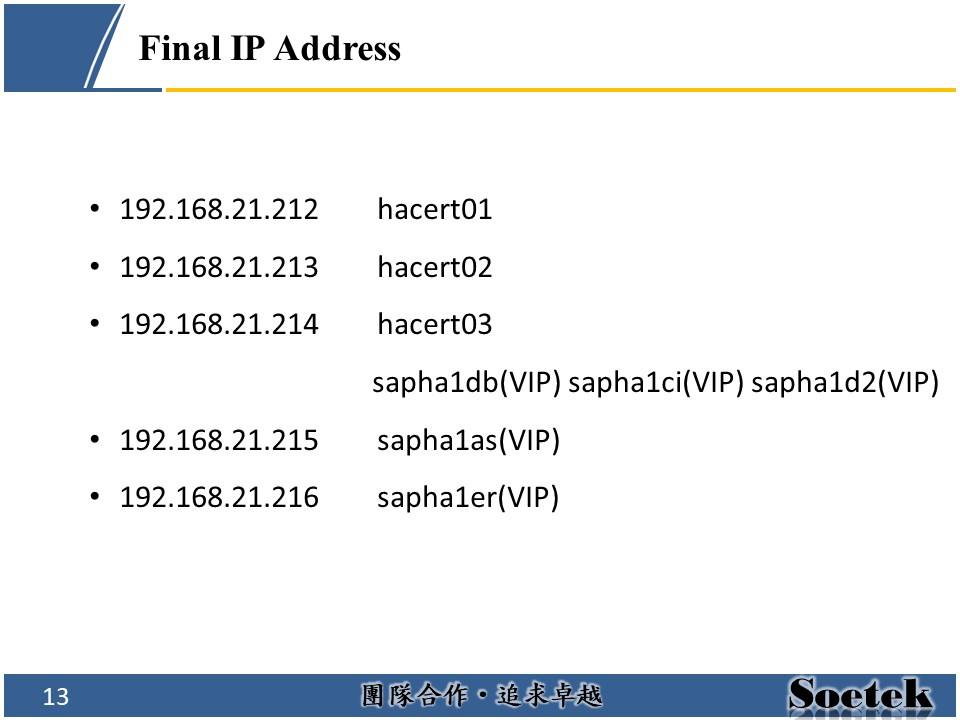 Final IP Address
• 192.168.21.212 hacert01
• 192.168.21.213 hacert02
• 192.168.21.214 hacert03
sapha1db(VIP) sapha1ci(VIP) sapha1d2(VIP)
• 192.168.21.215 sapha1as(VIP)
• 192.168.21.216 sapha1er(VIP)
13
團隊合作·追求卓越
Soetek